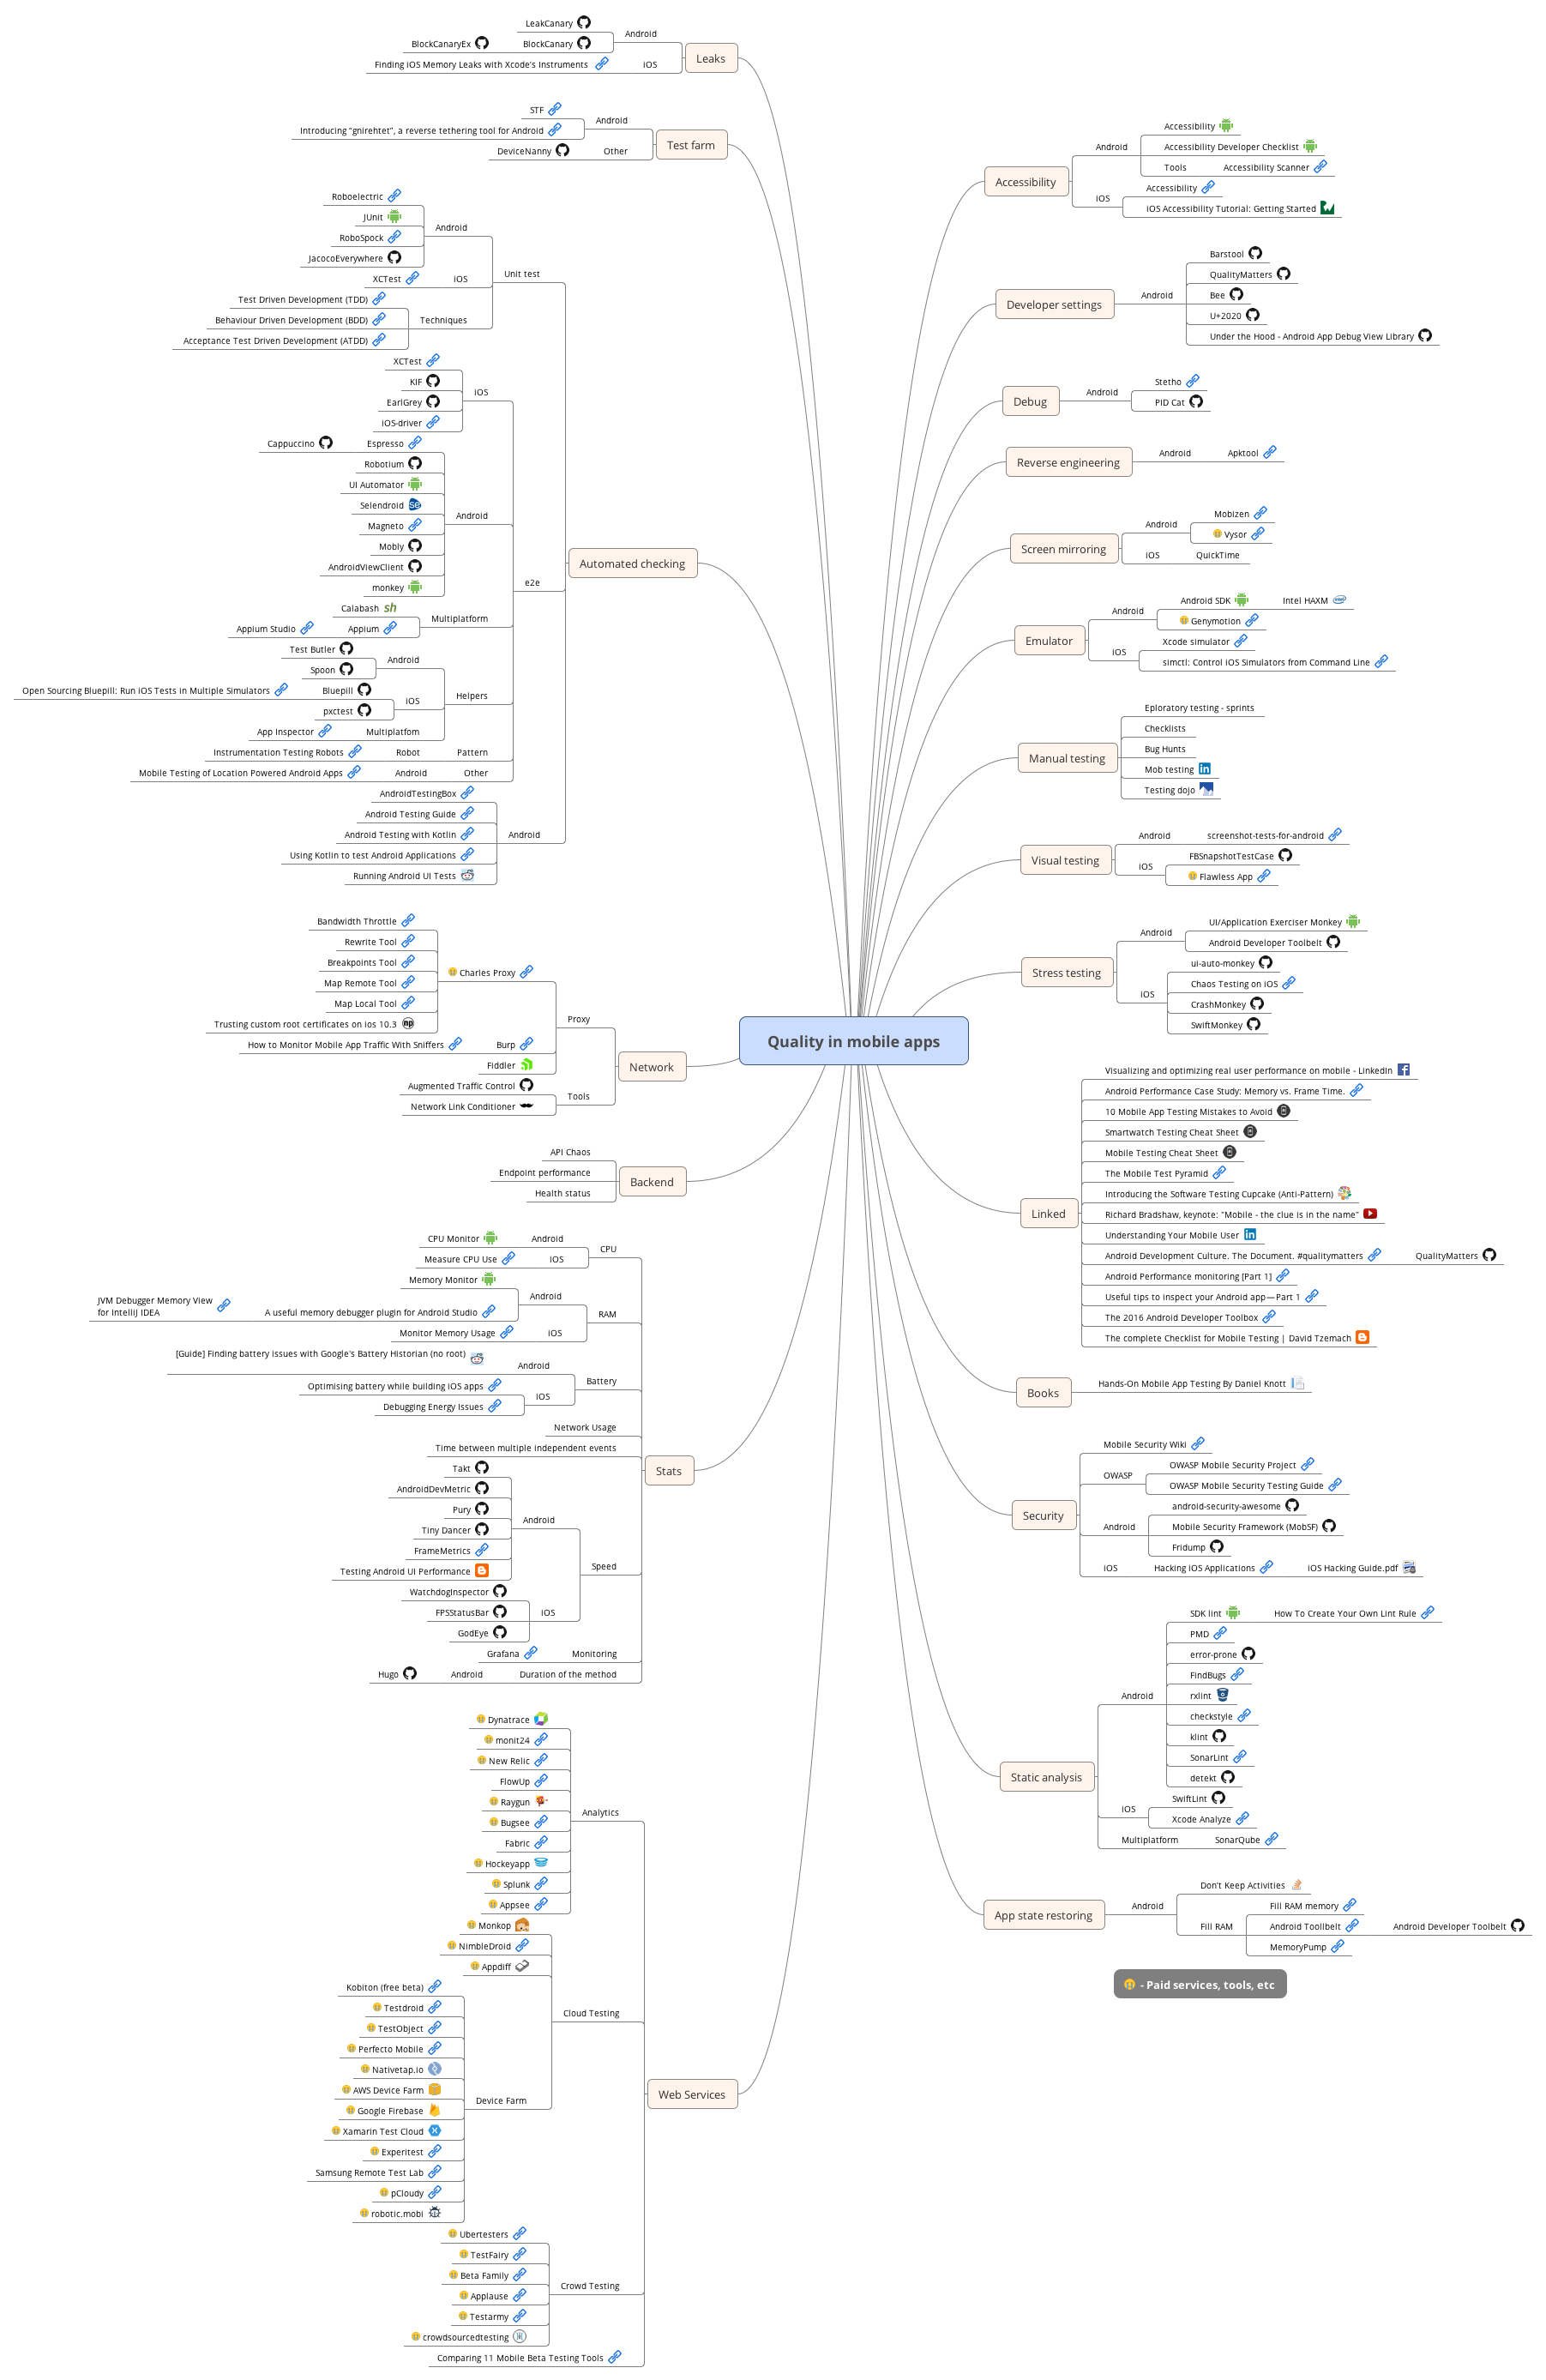 Quality in mobile apps
Leaks
Android
LeakCanary
BlockCanary
BlockCanaryEx
iOS
Finding iOS Memory Leaks with Xcode's Instruments
Test farm
Android
STF
Introducing "gnirehtet", a reverse tethering tool for Android
Other
DeviceNanny
Automated checking
Unit test
Android
Roboelectric
JUnit
RoboSpock
JacocoEverywhere
iOS
XCTest
Techniques
Test Driven Development (TDD)
Behaviour Driven Development (BDD)
Acceptance Test Driven Development (ATDD)
e2e
iOS
XCTest
KIF
EarlGrey
iOS-driver
Android
Espresso
Cappuccino
Robotium
UI Automator
Selendroid
Magneto
Mobly
AndroidViewClient
monkey
Multiplatform
Calabash
Appium
Appium Studio
Helpers
Android
Test Butler
Spoon
iOS
Bluepill
Open Sourcing Bluepill: Run iOS Tests in Multiple Simulators
pxctest
Multiplatfom
App Inspector
Pattern
Robot
Instrumentation Testing Robots
Other
Android
Mobile Testing of Location Powered Android Apps
Android
AndroidTestingBox
Android Testing Guide
Android Testing with Kotlin
Using Kotlin to test Android Applications
Running Android UI Tests
Network
Proxy
Charles Proxy
Bandwidth Throttle
Rewrite Tool
Breakpoints Tool
Map Remote Tool
Map Local Tool
Trusting custom root certificates on ios 10.3
Burp
How to Monitor Mobile App Traffic With Sniffers
Fiddler
Tools
Augmented Traffic Control
Network Link Conditioner
Backend
API Chaos
Endpoint performance
Health status
Stats
CPU
Android
CPU Monitor
iOS
Measure CPU Use
RAM
Android
Memory Monitor
A useful memory debugger plugin for Android Studio
JVM Debugger Memory View
for IntelliJ IDEA
iOS
Monitor Memory Usage
Battery
Android
[Guide] Finding battery issues with Google's Battery Historian (no root)
iOS
Optimising battery while building iOS apps
Debugging Energy Issues
Network Usage
Time between multiple independent events
Speed
Android
Takt
AndroidDevMetric
Pury
Tiny Dancer
FrameMetrics
Testing Android UI Performance
iOS
WatchdogInspector
FPSStatusBar
GodEye
Monitoring
Grafana
Duration of the method
Android
Hugo
Web Services
Analytics
Dynatrace
monit24
New Relic
FlowUp
Raygun
Bugsee
Fabric
Hockeyapp
Splunk
Appsee
Cloud Testing
Monkop
NimbleDroid
Appdiff
Device Farm
Kobiton (free beta)
Testdroid
TestObject
Perfecto Mobile
Nativetap.io
AWS Device Farm
Google Firebase
Xamarin Test Cloud
Experitest
Samsung Remote Test Lab
pCloudy
robotic.mobi
Crowd Testing
Ubertesters
TestFairy
Beta Family
Applause
Testarmy
crowdsourcedtesting
Comparing 11 Mobile Beta Testing Tools
Accessibility
Android
Accessibility
Accessibility Developer Checklist
Tools
Accessibility Scanner
iOS
Accessibility
iOS Accessibility Tutorial: Getting Started
Developer settings
Android
Barstool
QualityMatters
Bee
U+2020
Under the Hood - Android App Debug View Library
Debug
Android
Stetho
PID Cat
Reverse engineering
Android
Apktool
Screen mirroring
Android
Mobizen
Vysor
iOS
QuickTime
Emulator
Android
Android SDK
Intel HAXM
Genymotion
iOS
Xcode simulator
simctl: Control iOS Simulators from Command Line
Manual testing
Eploratory testing - sprints
Checklists
Bug Hunts
Mob testing
Testing dojo
Visual testing
Android
screenshot-tests-for-android
iOS
FBSnapshotTestCase
Flawless App
Stress testing
Android
UI/Application Exerciser Monkey
Android Developer Toolbelt
iOS
ui-auto-monkey
Chaos Testing on iOS
CrashMonkey
SwiftMonkey
Linked
Visualizing and optimizing real user performance on mobile - LinkedIn
Android Performance Case Study: Memory vs. Frame Time.
10 Mobile App Testing Mistakes to Avoid
Smartwatch Testing Cheat Sheet
Mobile Testing Cheat Sheet
The Mobile Test Pyramid
Introducing the Software Testing Cupcake (Anti-Pattern)
Richard Bradshaw, keynote: "Mobile - the clue is in the name"
Understanding Your Mobile User
Android Development Culture. The Document. #qualitymatters
QualityMatters
Android Performance monitoring [Part 1]
Useful tips to inspect your Android app — Part 1
The 2016 Android Developer Toolbox
The complete Checklist for Mobile Testing | David Tzemach
Books
Hands-On Mobile App Testing By Daniel Knott
Security
Mobile Security Wiki
OWASP
OWASP Mobile Security Project
OWASP Mobile Security Testing Guide
Android
android-security-awesome
Mobile Security Framework (MobSF)
Fridump
iOS
Hacking iOS Applications
iOS Hacking Guide.pdf
Static analysis
Android
SDK lint
How To Create Your Own Lint Rule
PMD
error-prone
FindBugs
rxlint
checkstyle
klint
SonarLint
detekt
iOS
SwiftLint
Xcode Analyze
Multiplatform
SonarQube
App state restoring
Android
Don't Keep Activities
Fill RAM
Fill RAM memory
Android Toollbelt
Android Developer Toolbelt
MemoryPump
- Paid services, tools, etc